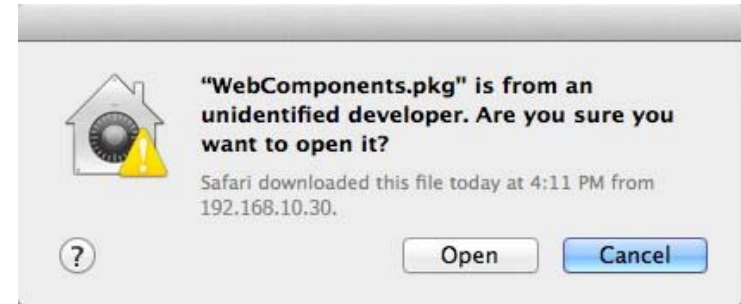 “WebComponents.pkg" is from an
unidentified developer. Are you sure you
want to open it?
Safari downloaded this file today at 4:11 PM from
192.168.10.30.
?
Open
Cancel